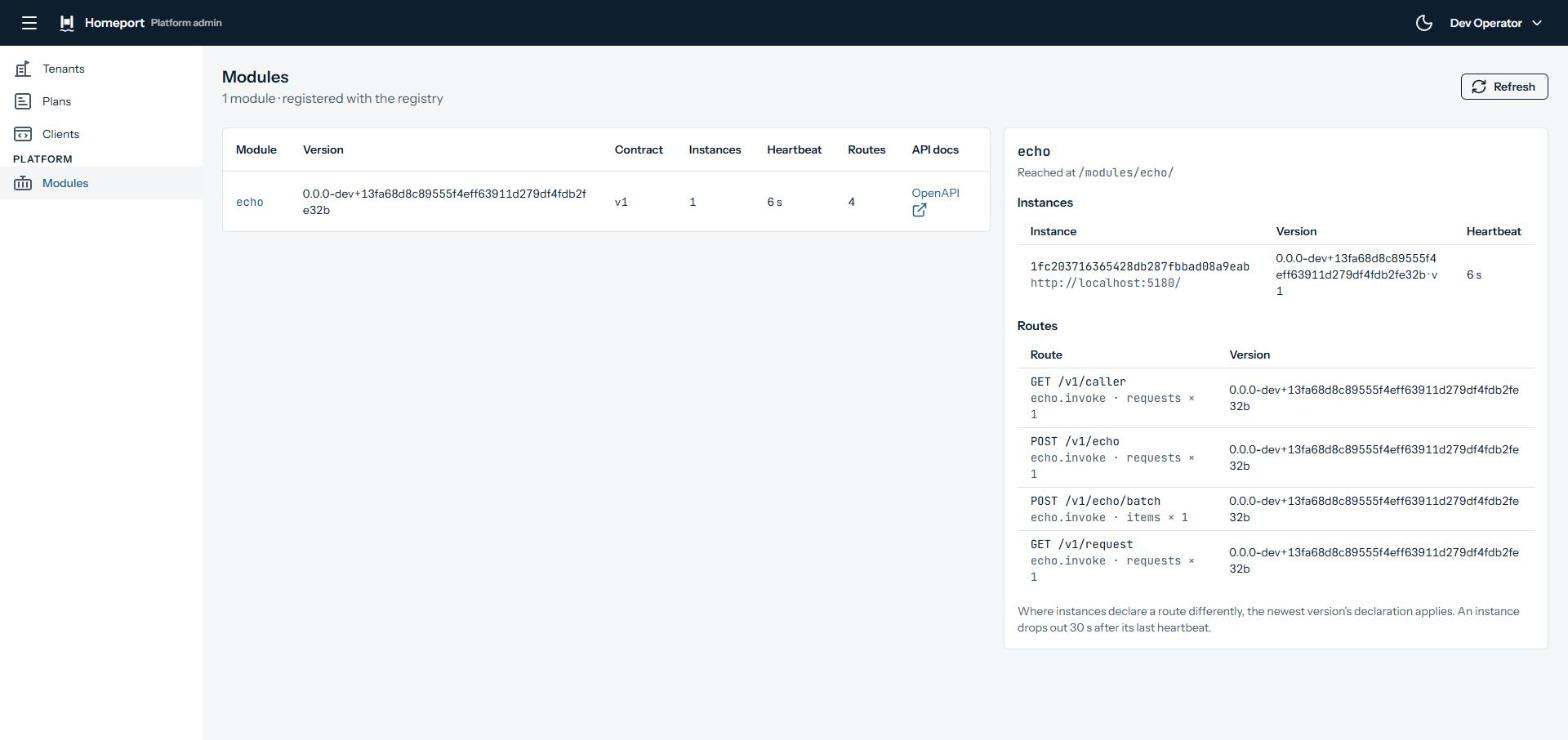 Homeport Platform admin
Dev Operator
Tenants
Plans
Clients
PLATFORM
Modules
Modules
1 module · registered with the registry
Refresh
Module Version Contract Instances Heartbeat Routes API docs
echo 0.0.0-dev+13fa68d8c89555f4eff63911d279df4fdb2f
e32b v1 1 6 s 4 OpenAPI
echo
Reached at /modules/echo/
Instances
Instance Version Heartbeat
1fc203716365428db287fbbad08a9eab
http://localhost:5180/
0.0.0-dev+13fa68d8c89555f4
eff63911d279df4fdb2fe32b · v
1
6 s
Routes
Route Version
GET /v1/caller
echo.invoke · requests ×
1
0.0.0-dev+13fa68d8c89555f4eff63911d279df4fdb2fe
32b
POST /v1/echo
echo.invoke · requests ×
1
0.0.0-dev+13fa68d8c89555f4eff63911d279df4fdb2fe
32b
POST /v1/echo/batch
echo.invoke · items × 1
0.0.0-dev+13fa68d8c89555f4eff63911d279df4fdb2fe
32b
GET /v1/request
echo.invoke · requests ×
1
0.0.0-dev+13fa68d8c89555f4eff63911d279df4fdb2fe
32b
Where instances declare a route differently, the newest version's declaration applies. An instance
drops out 30 s after its last heartbeat.